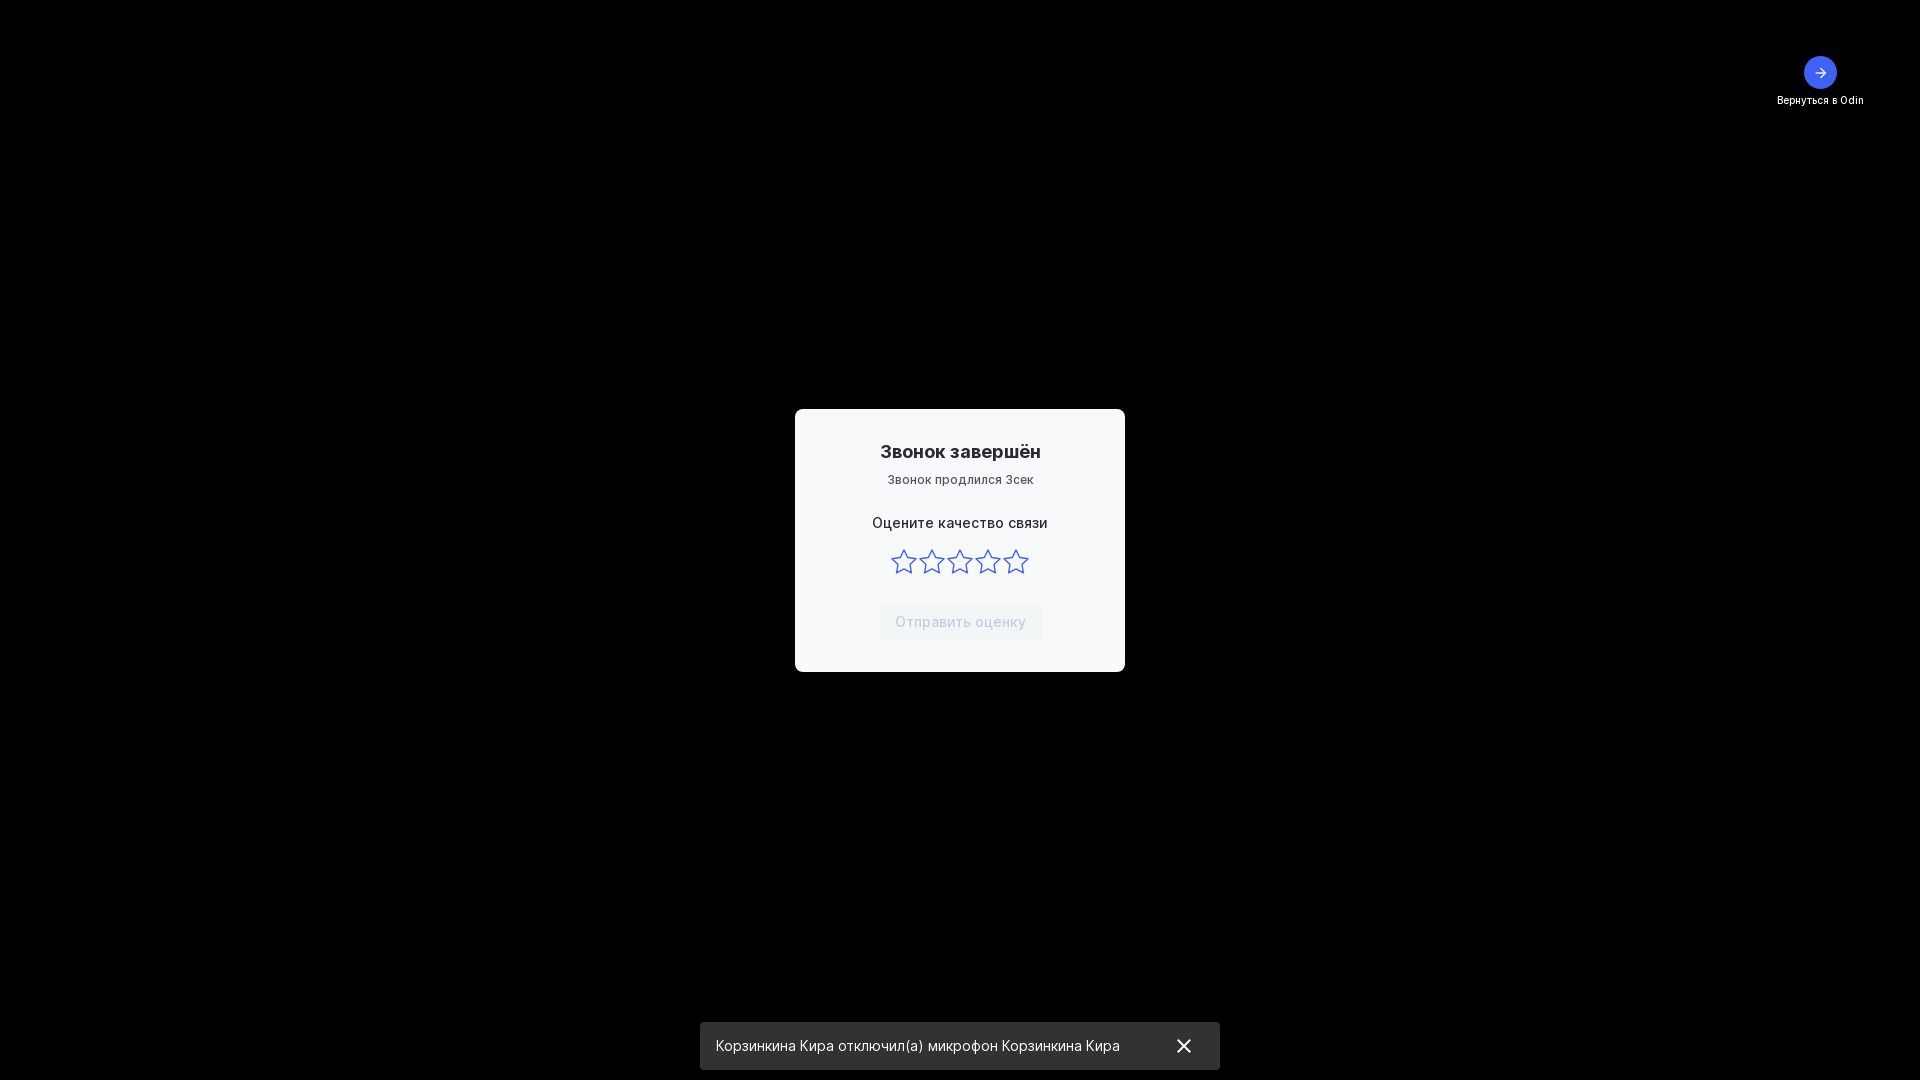 Вернуться в Odin
Звонок завершён
Звонок продлился 3сек
Оцените качество связи
Отправить оценку
Корзинкина Кира отключил(а) микрофон Корзинкина Кира